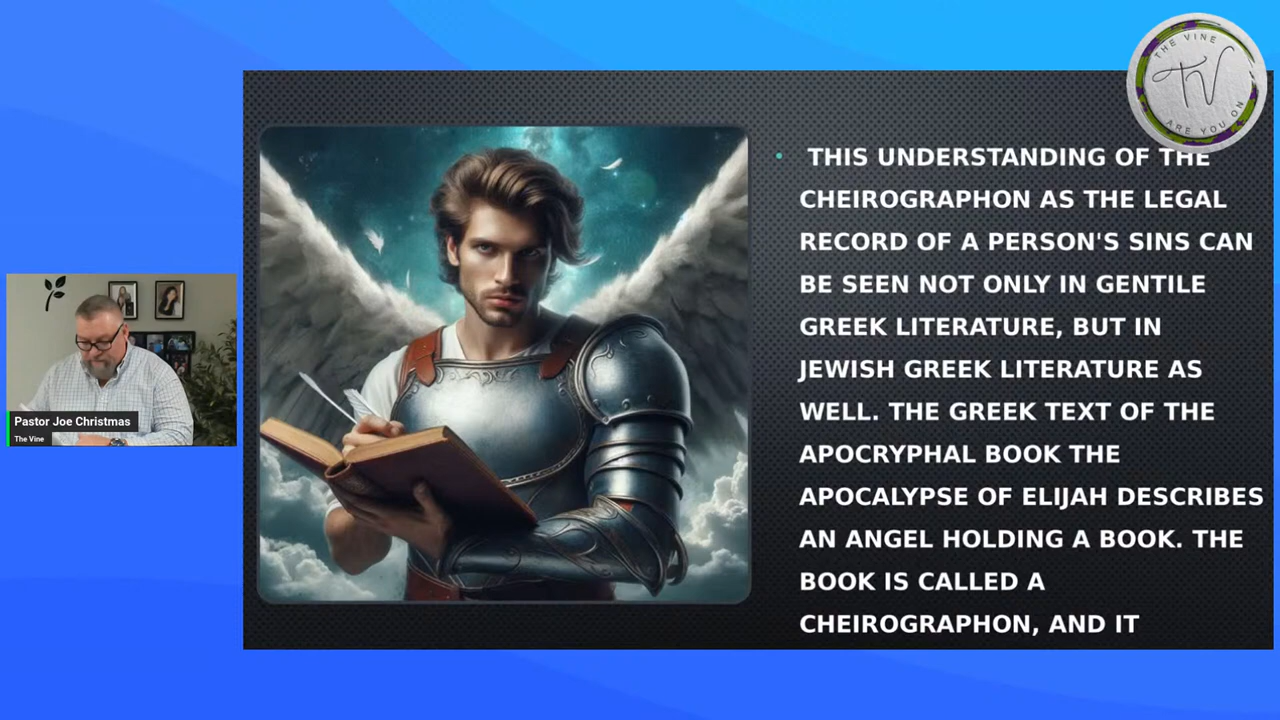 THE VINE
TV
ARE YOU ON
• THIS UNDERSTANDING OF THE
CHEIROGRAPHON AS THE LEGAL
RECORD OF A PERSON'S SINS CAN
BE SEEN NOT ONLY IN GENTILE
GREEK LITERATURE, BUT IN
JEWISH GREEK LITERATURE AS
WELL. THE GREEK TEXT OF THE
APOCRYPHAL BOOK THE
APOCALYPSE OF ELIJAH DESCRIBES
AN ANGEL HOLDING A BOOK. THE
BOOK IS CALLED A
CHEIROGRAPHON, AND IT
Pastor Joe Christmas
The Vine